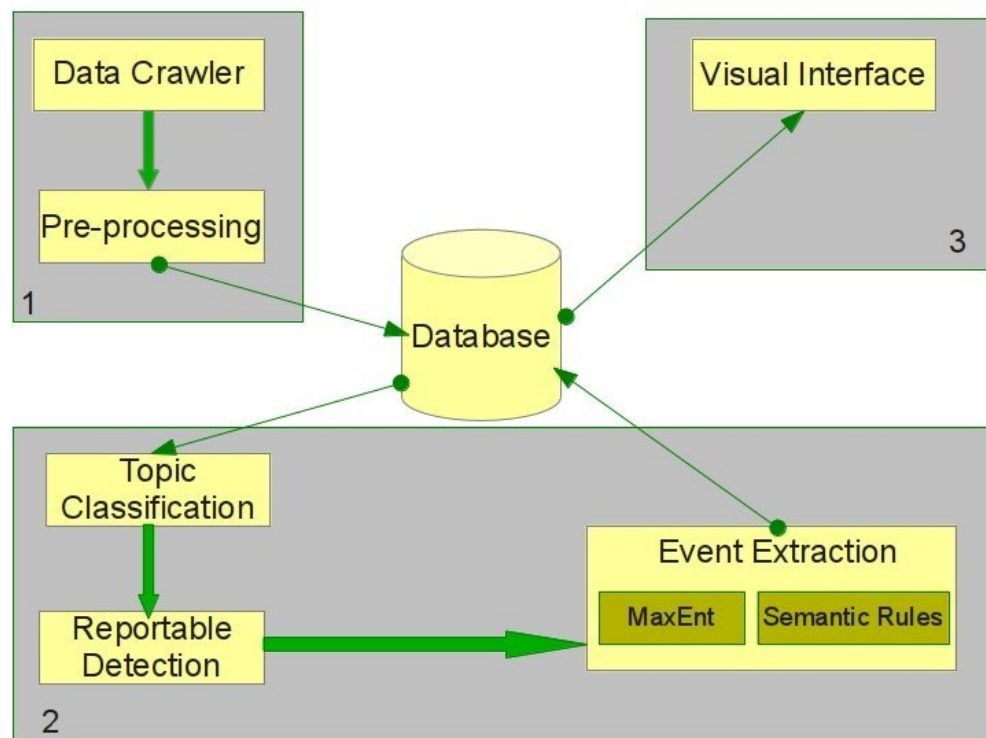 Data Crawler
Pre-processing
1
Visual Interface
3
Database
Topic
Classification
Reportable
Detection
Event Extraction
MaxEnt
Semantic Rules
2